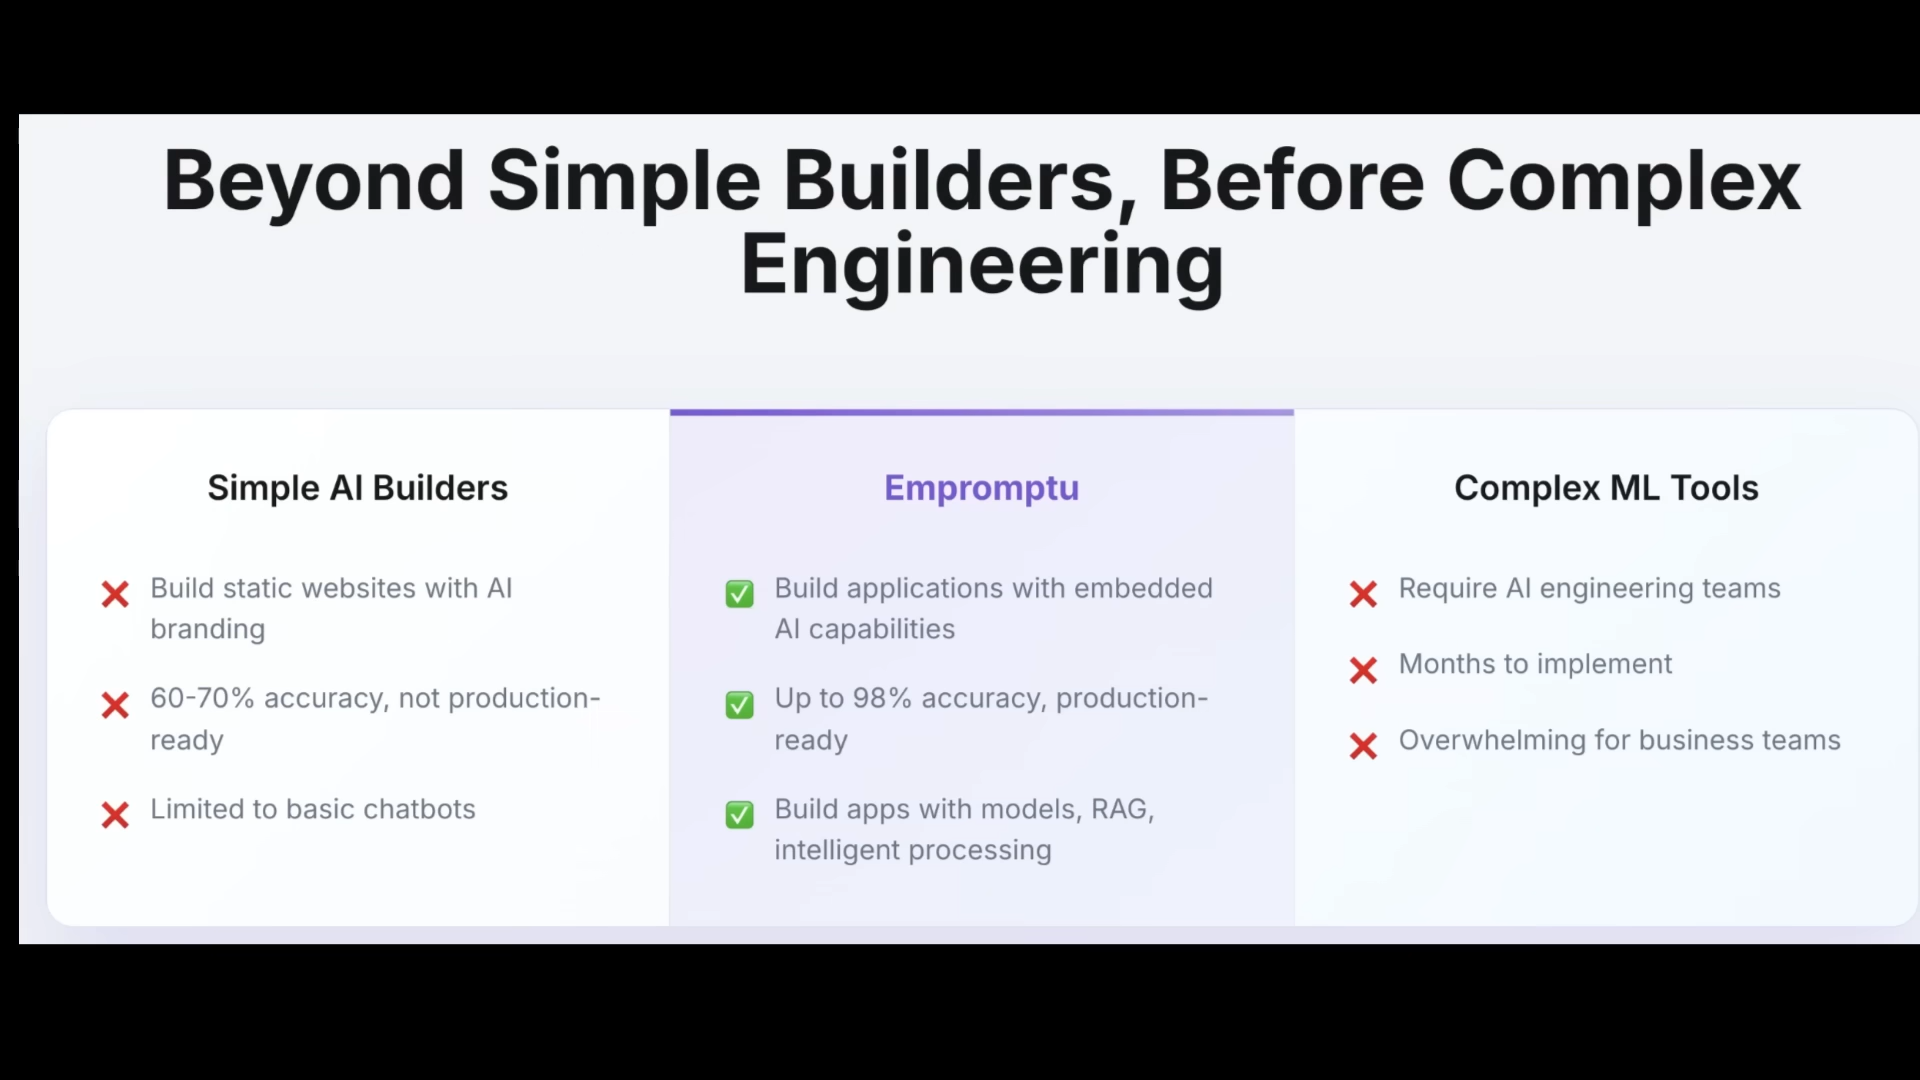 Beyond Simple Builders, Before Complex
Engineering
Simple AI Builders
❌ Build static websites with AI
branding
❌ 60-70% accuracy, not production-
ready
❌ Limited to basic chatbots
Empromptu
✅ Build applications with embedded
AI capabilities
✅ Up to 98% accuracy, production-
ready
✅ Build apps with models, RAG,
intelligent processing
Complex ML Tools
❌ Require AI engineering teams
❌ Months to implement
❌ Overwhelming for business teams